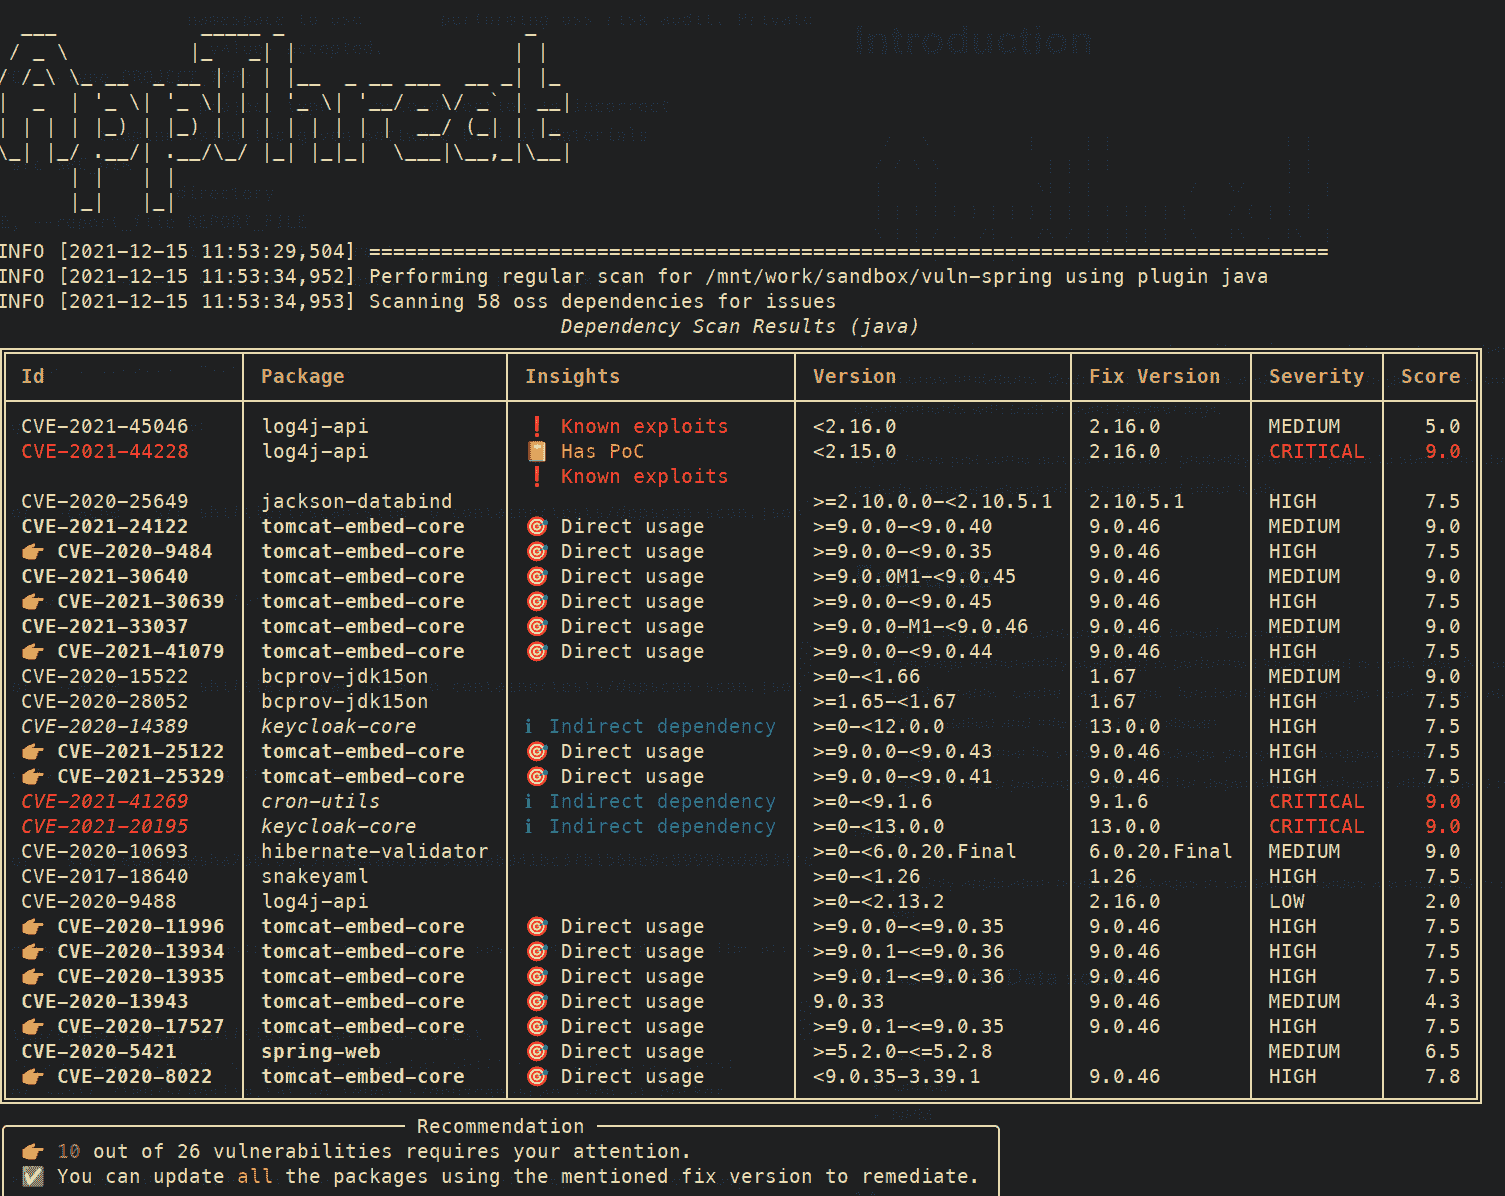 AppThreat
INFO [2021-12-15 11:53:29,504] ================================================================================
INFO [2021-12-15 11:53:34,952] Performing regular scan for /mnt/work/sandbox/vuln-spring using plugin java
INFO [2021-12-15 11:53:34,953] Scanning 58 oss dependencies for issues
Dependency Scan Results (java)
Id Package Insights Version Fix Version Severity Score
CVE-2021-45046 log4j-api ❗ Known exploits <2.16.0 2.16.0 MEDIUM 5.0
CVE-2021-44228 log4j-api 📔 Has PoC <2.15.0 2.16.0 CRITICAL 9.0
❗ Known exploits
CVE-2020-25649 jackson-databind >=2.10.0.0-<2.10.5.1 2.10.5.1 HIGH 7.5
CVE-2021-24122 tomcat-embed-core 🎯 Direct usage >=9.0.0-<9.0.40 9.0.46 MEDIUM 9.0
👉 CVE-2020-9484 tomcat-embed-core 🎯 Direct usage >=9.0.0-<9.0.35 9.0.46 HIGH 7.5
CVE-2021-30640 tomcat-embed-core 🎯 Direct usage >=9.0.0M1-<9.0.45 9.0.46 MEDIUM 9.0
👉 CVE-2021-30639 tomcat-embed-core 🎯 Direct usage >=9.0.0-<9.0.45 9.0.46 HIGH 7.5
CVE-2021-33037 tomcat-embed-core 🎯 Direct usage >=9.0.0-M1-<9.0.46 9.0.46 MEDIUM 9.0
👉 CVE-2021-41079 tomcat-embed-core 🎯 Direct usage >=9.0.0-<9.0.44 9.0.46 HIGH 7.5
CVE-2020-15522 bcprov-jdk15on >=0-<1.66 1.67 MEDIUM 9.0
CVE-2020-28052 bcprov-jdk15on >=1.65-<1.67 1.67 HIGH 7.5
CVE-2020-14389 keycloak-core ℹ Indirect dependency >=0-<12.0.0 13.0.0 HIGH 7.5
👉 CVE-2021-25122 tomcat-embed-core 🎯 Direct usage >=9.0.0-<9.0.43 9.0.46 HIGH 7.5
👉 CVE-2021-25329 tomcat-embed-core 🎯 Direct usage >=9.0.0-<9.0.41 9.0.46 HIGH 7.5
CVE-2021-41269 cron-utils ℹ Indirect dependency >=0-<9.1.6 9.1.6 CRITICAL 9.0
CVE-2021-20195 keycloak-core ℹ Indirect dependency >=0-<13.0.0 13.0.0 CRITICAL 9.0
CVE-2020-10693 hibernate-validator >=0-<6.0.20.Final 6.0.20.Final MEDIUM 9.0
CVE-2017-18640 snakeyaml >=0-<1.26 1.26 HIGH 7.5
CVE-2020-9488 log4j-api >=0-<2.13.2 2.16.0 LOW 2.0
👉 CVE-2020-11996 tomcat-embed-core 🎯 Direct usage >=9.0.0-<=9.0.35 9.0.46 HIGH 7.5
👉 CVE-2020-13934 tomcat-embed-core 🎯 Direct usage >=9.0.1-<=9.0.36 9.0.46 HIGH 7.5
👉 CVE-2020-13935 tomcat-embed-core 🎯 Direct usage >=9.0.1-<=9.0.36 9.0.46 HIGH 7.5
CVE-2020-13943 tomcat-embed-core 🎯 Direct usage 9.0.33 9.0.46 MEDIUM 4.3
👉 CVE-2020-17527 tomcat-embed-core 🎯 Direct usage >=9.0.1-<=9.0.35 9.0.46 HIGH 7.5
CVE-2020-5421 spring-web 🎯 Direct usage >=5.2.0-<=5.2.8 MEDIUM 6.5
👉 CVE-2020-8022 tomcat-embed-core 🎯 Direct usage <9.0.35-3.39.1 9.0.46 HIGH 7.8
Recommendation
👉 10 out of 26 vulnerabilities requires your attention.
✅ You can update all the packages using the mentioned fix version to remediate.
Introduction